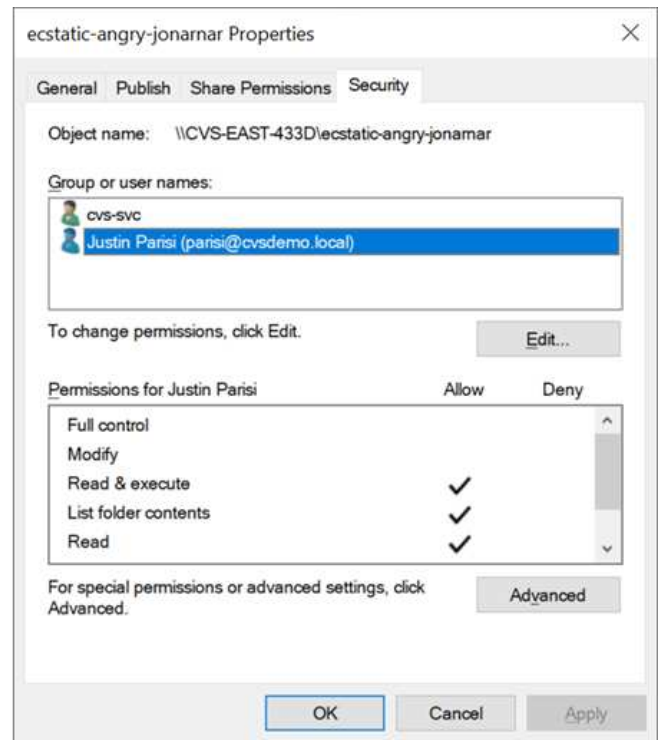 ecstatic-angry-jonarnar Properties
General Publish Share Permissions Security
Object name: \\CVS-EAST-433D\ecstatic-angry-jonarnar
Group or user names:
cvs-svc
Justin Parisi (parisi@cvsdemo.local)
To change permissions, click Edit.
Edit...
Permissions for Justin Parisi Allow Deny
Full control
Modify
Read & execute
List folder contents
Read
For special permissions or advanced settings, click
Advanced.
Advanced
OK Cancel Apply